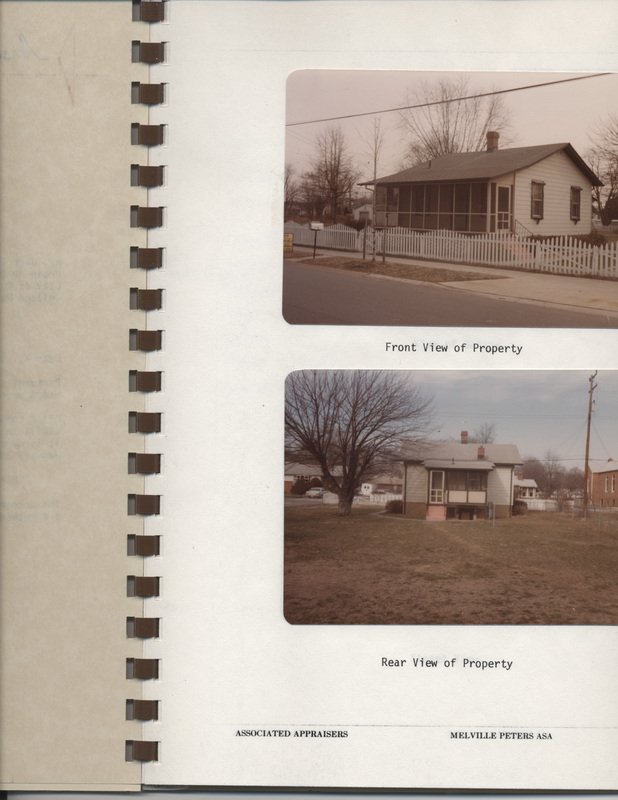 Front View of Property
Rear View of Property
ASSOCIATED APPRAISERS MELVILLE PETERS ASA